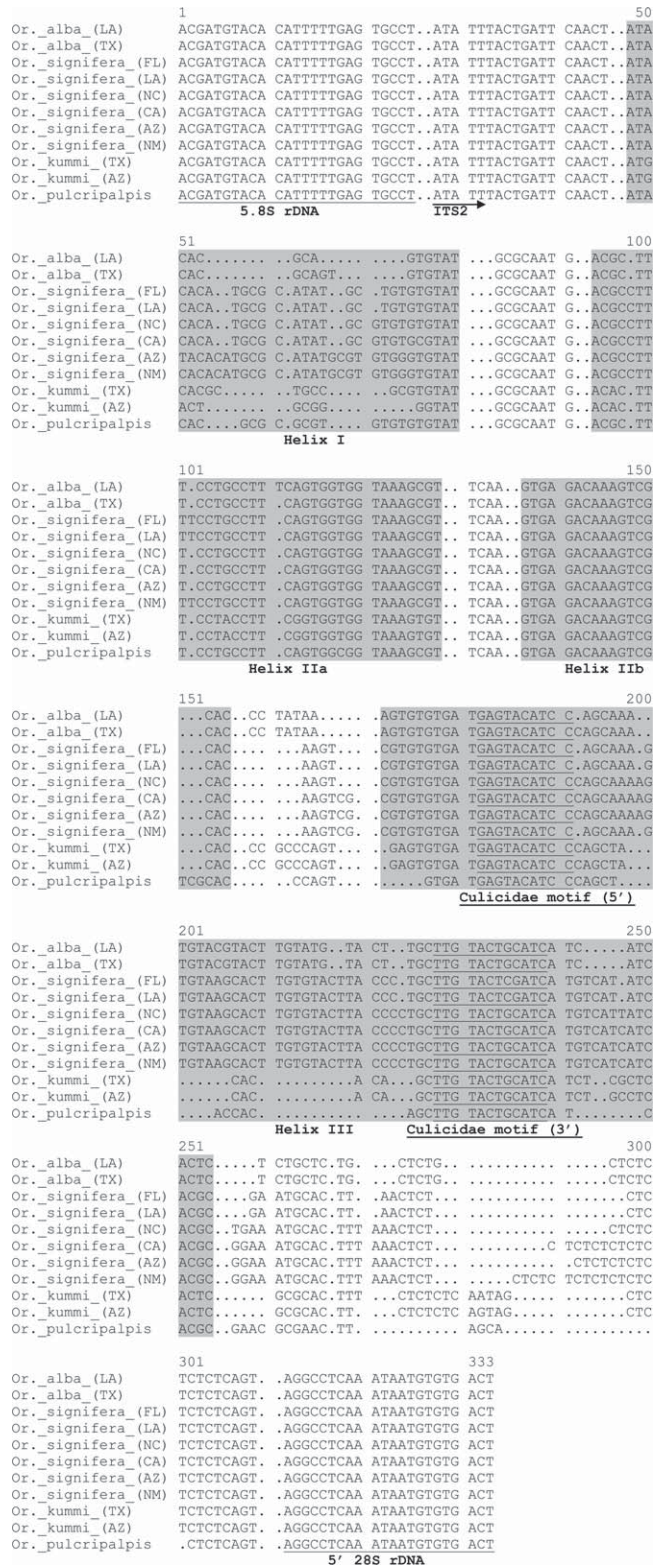 1 50
Or._alba_(LA) ACGATGTACA CATTTTTGAG TGCCT..ATA TTTACTGATT CAACT..ATA
Or._alba_(TX) ACGATGTACA CATTTTTGAG TGCCT..ATA TTTACTGATT CAACT..ATA
Or._signifera_(FL) ACGATGTACA CATTTTTGAG TGCCT..ATA TTTACTGATT CAACT..ATA
Or._signifera_(LA) ACGATGTACA CATTTTTGAG TGCCT..ATA TTTACTGATT CAACT..ATA
Or._signifera_(NC) ACGATGTACA CATTTTTGAG TGCCT..ATA TTTACTGATT CAACT..ATA
Or._signifera_(CA) ACGATGTACA CATTTTTGAG TGCCT..ATA TTTACTGATT CAACT..ATA
Or._signifera_(AZ) ACGATGTACA CATTTTTGAG TGCCT..ATA TTTACTGATT CAACT..ATA
Or._signifera_(NM) ACGATGTACA CATTTTTGAG TGCCT..ATA TTTACTGATT CAACT..ATA
Or._kummi_(TX) ACGATGTACA CATTTTTGAG TGCCT..ATA TTTACTGATT CAACT..ATG
Or._kummi_(AZ) ACGATGTACA CATTTTTGAG TGCCT..ATA TTTACTGATT CAACT..ATG
Or._pulcripalpis ACGATGTACA CATTTTTGAG TGCCT..ATA TTTACTGATT CAACT..ATA
5.8S rDNA ITS2
51 100
Or._alba_(LA) CAC....... ..GCA..... ....GTGTAT ...GCGCAAT G..ACGC.TT
Or._alba_(TX) CAC....... ..GCAGT... ....GTGTAT ...GCGCAAT G..ACGC.TT
Or._signifera_(FL) CACA..TGCG C.ATAT..GC .TGTGTGTAT ...GCGCAAT G..ACGCCTT
Or._signifera_(LA) CACA..TGCG C.ATAT..GC .TGTGTGTAT ...GCGCAAT G..ACGCCTT
Or._signifera_(NC) CACA..TGCG C.ATAT..GC GTGTGTGTAT ...GCGCAAT G..ACGCCTT
Or._signifera_(CA) CACA..TGCG C.ATAT..GC GTGTGCGTAT ...GCGCAAT G..ACGCCTT
Or._signifera_(AZ) TACACATGCG C.ATATGCGT GTGGGTGTAT ...GCGCAAT G..ACGCCTT
Or._signifera_(NM) CACACATGCG C.ATATGCGT GTGGGTGTAT ...GCGCAAT G..ACGCCTT
Or._kummi_(TX) CACGC..... ..TGCC.... ..GCGTGTAT ...GCGCAAT G..ACAC.TT
Or._kummi_(AZ) ACT....... ..GCGG.... .....GGTAT ...GCGCAAT G..ACAC.TT
Or._pulcripalpis CAC...GCG C.GCGT.... GTGTGTGTAT ...GCGCAAT G..ACGC.TT
Helix I
101 150
Or._alba_(LA) T.CCTGCCTT TCAGTGGTGG TAAAGCGT.. TCAA..GTGA GACAAAGTCG
Or._alba_(TX) T.CCTGCCTT .CAGTGGTGG TAAAGCGT.. TCAA..GTGA GACAAAGTCG
Or._signifera_(FL) TTCCTGCCTT .CAGTGGTGG TAAAGCGT.. TCAA..GTGA GACAAAGTCG
Or._signifera_(LA) TTCCTGCCTT .CAGTGGTGG TAAAGCGT.. TCAA..GTGA GACAAAGTCG
Or._signifera_(NC) T.CCTGCCTT .CAGTGGTGG TAAAGCGT.. TCAA..GTGA GACAAAGTCG
Or._signifera_(CA) T.CCTGCCTT .CAGTGGTGG TAAAGCGT.. TCAA..GTGA GACAAAGTCG
Or._signifera_(AZ) T.CCTGCCTT .CAGTGGTGG TAAAGCGT.. TCAA..GTGA GACAAAGTCG
Or._signifera_(NM) TTCCTGCCTT .CAGTGGTGG TAAAGCGT.. TCAA..GTGA GACAAAGTCG
Or._kummi_(TX) T.CCTACCTT .CGGTGGTGG TAAAGTGT.. TCAA..GTGA GACAAAGTCG
Or._kummi_(AZ) T.CCTACCTT .CGGTGGTGG TAAAGTGT.. TCAA..GTGA GACAAAGTCG
Or._pulcripalpis T.CCTGCCTT .CAGTGGCGG TAAAGCGT.. TCAA..GTGA GACAAAGTCG
Helix IIa Helix IIb
151 200
Or._alba_(LA) ...CAC..CC TATAA..... .AGTGTGTGAT TGAGTACATC C.AGCAAA..
Or._alba_(TX) ...CAC..CC TATAA..... .AGTGTGTGAT TGAGTACATC CCAGCAAA..
Or._signifera_(FL) ...CAC.... ..AAGT.... CGTGTGTGA TGAGTACATC C.AGCAAA.G
Or._signifera_(LA) ...CAC.... ..AAGT.... CGTGTGTGA TGAGTACATC C.AGCAAA.G
Or._signifera_(NC) ...CAC.... ..AAGT.... CGTGTGTGA TGAGTACATC CCAGCAAAAG
Or._signifera_(CA) ...CAC.... ..AAGTCG.. CGTGTGTGA TGAGTACATC CCAGCAAAAG
Or._signifera_(AZ) ...CAC.... ..AAGTCG.. CGTGTGTGA TGAGTACATC CCAGCAAAAG
Or._signifera_(NM) ...CAC.... ..AAGTCG.. CGTGTGTGA TGAGTACATC C.AGCAAA.G
Or._kummi_(TX) ...CAC..CC GCCCAGT... .GAGTGTGAT TGAGTACATC CCAGCTA...
Or._kummi_(AZ) ...CAC..CC GCCCAGT... .GAGTGTGAT TGAGTACATC CCAGCTA...
Or._pulcripalpis TCGCAC.... .CCAGT.... ....GTGAT TGAGTACATC CCAGCT....
Culicidae motif (5’)
201 250
Or._alba_(LA) TGTACGTACT TGTATG..TA CT..TGCTTG TACTGCATCA TC.....ATC
Or._alba_(TX) TGTACGTACT TGTATG..TA CT..TGCTTG TACTGCATCA TC.....ATC
Or._signifera_(FL) TGTAAGCACT TGTGTACTTA CCC.TGCTTG TACTCGATCA TGTCAT.ATC
Or._signifera_(LA) TGTAAGCACT TGTGTACTTA CCC.TGCTTG TACTCGATCA TGTCAT.ATC
Or._signifera_(NC) TGTAAGCACT TGTGTACTTA CCCCTGCTTG TACTGCATCA TGTCATTATC
Or._signifera_(CA) TGTAAGCACT TGTGTACTTA CCCCTGCTTG TACTGCATCA TGTCATCATC
Or._signifera_(AZ) TGTAAGCACT TGTGTACTTA CCCCTGCTTG TACTGCATCA TGTCATCATC
Or._signifera_(NM) TGTAAGCACT TGTGTACTTA CCCCTGCTTG TACTGCATCA TGTCATCATC
Or._kummi_(TX) .....CAC.. .........A CA...GCTTG TACTGCATCA TCT..CGCTC
Or._kummi_(AZ) .....CAC.. .........A CA...GCTTG TACTGCATCA TCT..GCCTC
Or._pulcripalpis ...ACCAC.. .......... ...AGCTTG TACTGCATCA T........C
Helix III Culicidae motif (3’)
251 300
Or._alba_(LA) ACTC.....T CTGCTC.TG. ..CTCTG... .......... .....CTCTC
Or._alba_(TX) ACTC.....T CTGCTC.TG. ..CTCTG... .......... .....CTCTC
Or._signifera_(FL) ACGC...GAA ATGCAC.TT. .AACTCT... .......... .......CTC
Or._signifera_(LA) ACGC...GAA ATGCAC.TT. .AACTCT... .......... .......CTC
Or._signifera_(NC) ACGC..TGAA ATGCAC.TTT AAACTCT... .......... .....CTCTC
Or._signifera_(CA) ACGC..GGAA ATGCAC.TTT AAACTCT... .........C TCTCTCTCTC
Or._signifera_(AZ) ACGC..GGAA ATGCAC.TTT AAACTCT... .......... ..CTCTCTCTC
Or._signifera_(NM) ACGC..GGAA ATGCAC.TTT AAACTCT... .....CTCTC TCTCTCTCTC
Or._kummi_(TX) ACTC...... .GCGCAC.TT. .CTCTCTCTC AATAG..... .......CTC
Or._kummi_(AZ) ACTC...... .GCGCAC.TT. .CTCTCTCTC AGTAG..... .......CTC
Or._pulcripalpis ACGC..GAAC GCGAAC.TT. .......... .AGCA..... ..........
301 333
Or._alba_(LA) TCTCTCAGT. .AGGCCTCAA ATAATGTGTG ACT
Or._alba_(TX) TCTCTCAGT. .AGGCCTCAA ATAATGTGTG ACT
Or._signifera_(FL) TCTCTCAGT. .AGGCCTCAA ATAATGTGTG ACT
Or._signifera_(LA) TCTCTCAGT. .AGGCCTCAA ATAATGTGTG ACT
Or._signifera_(NC) TCTCTCAGT. .AGGCCTCAA ATAATGTGTG ACT
Or._signifera_(CA) TCTCTCAGT. .AGGCCTCAA ATAATGTGTG ACT
Or._signifera_(AZ) TCTCTCAGT. .AGGCCTCAA ATAATGTGTG ACT
Or._signifera_(NM) TCTCTCAGT. .AGGCCTCAA ATAATGTGTG ACT
Or._kummi_(TX) TCTCTCAGT. .AGGCCTCAA ATAATGTGTG ACT
Or._kummi_(AZ) TCTCTCAGT. .AGGCCTCAA ATAATGTGTG ACT
Or._pulcripalpis .CTCTCAGT. .AGGCCTCAA ATAATGTGTG ACT
5’ 28S rDNA